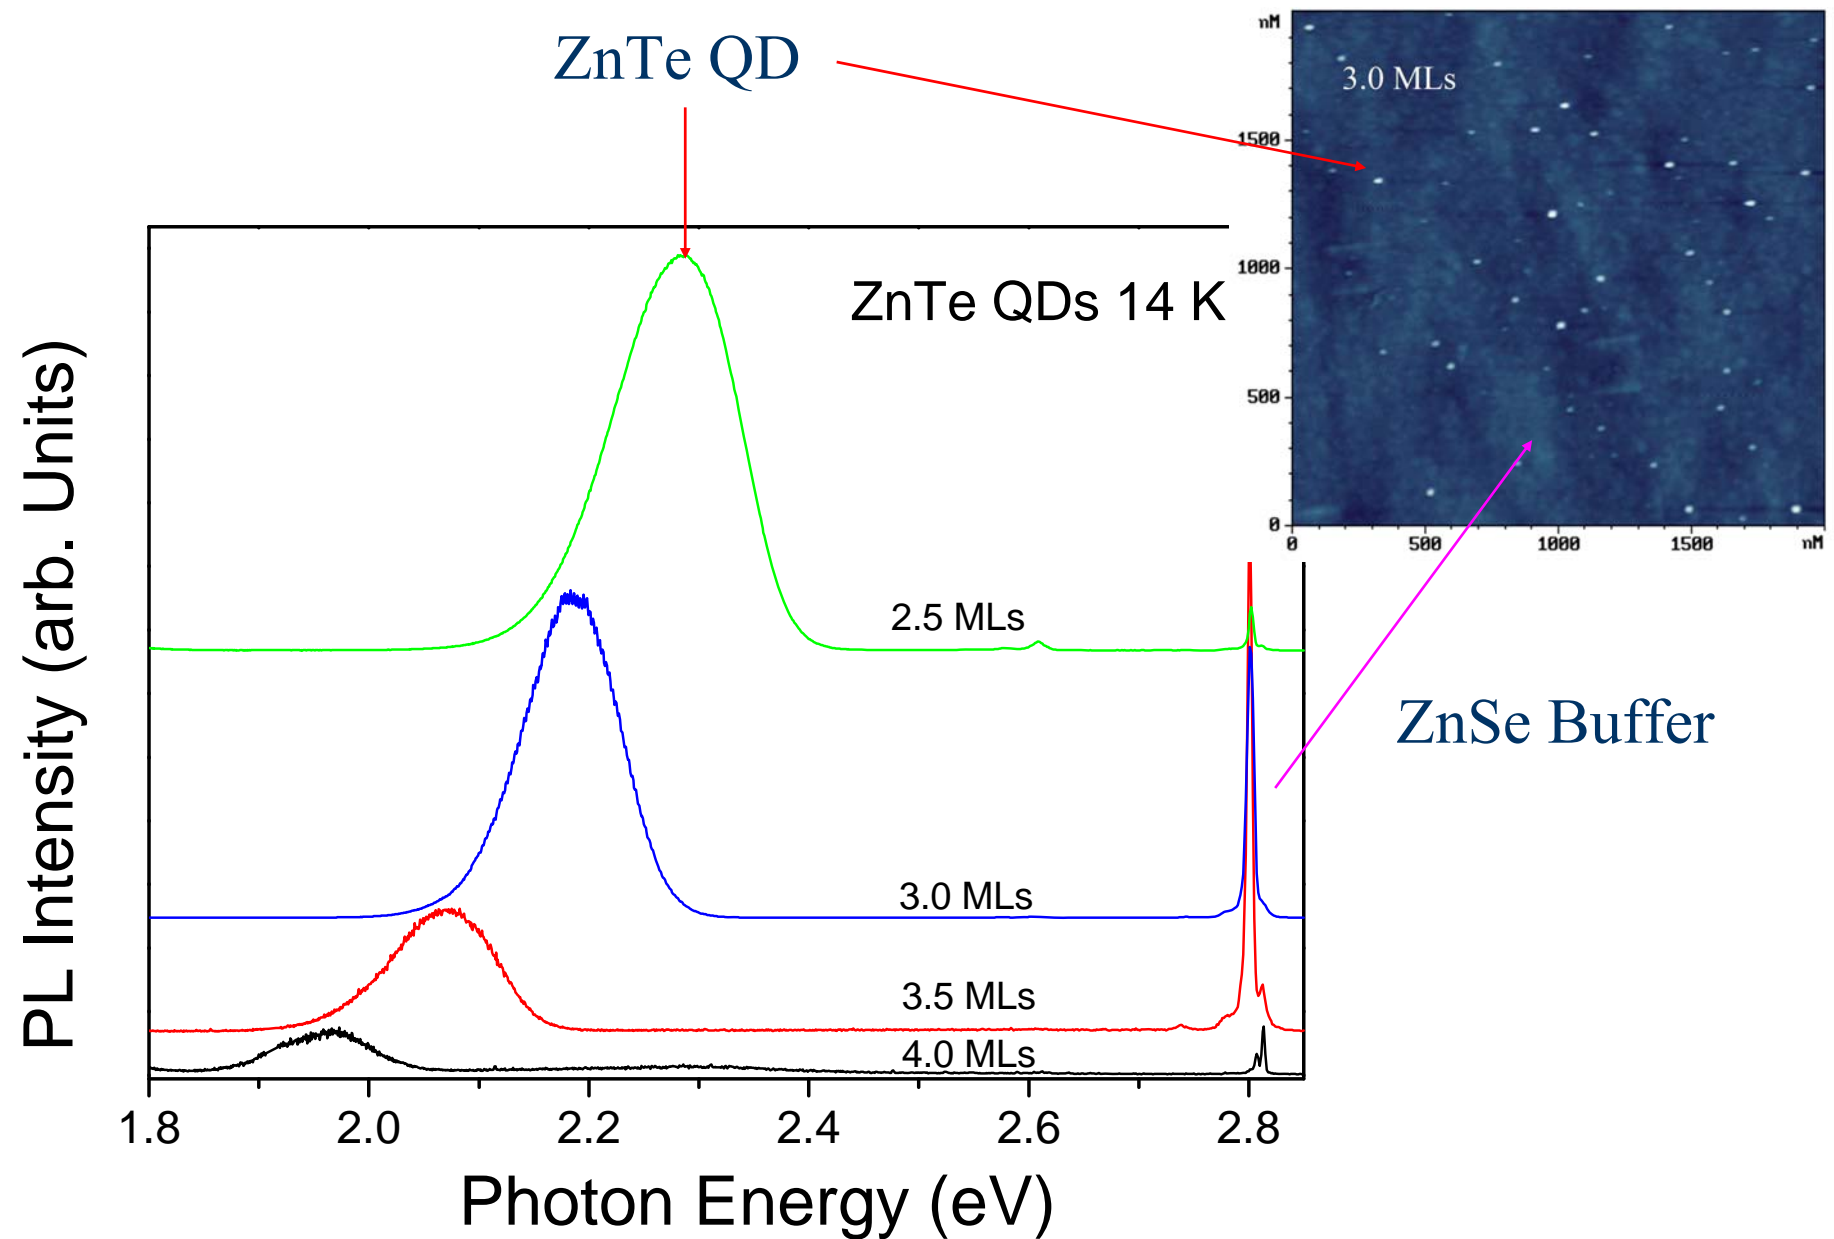 ZnTe QD
nM
3.0 MLs
1500
1000
500
0
0 500 1000 1500 nM
ZnTe QDs 14 K
2.5 MLs
ZnSe Buffer
3.0 MLs
3.5 MLs
4.0 MLs
PL Intensity (arb. Units)
1.8 2.0 2.2 2.4 2.6 2.8
Photon Energy (eV)